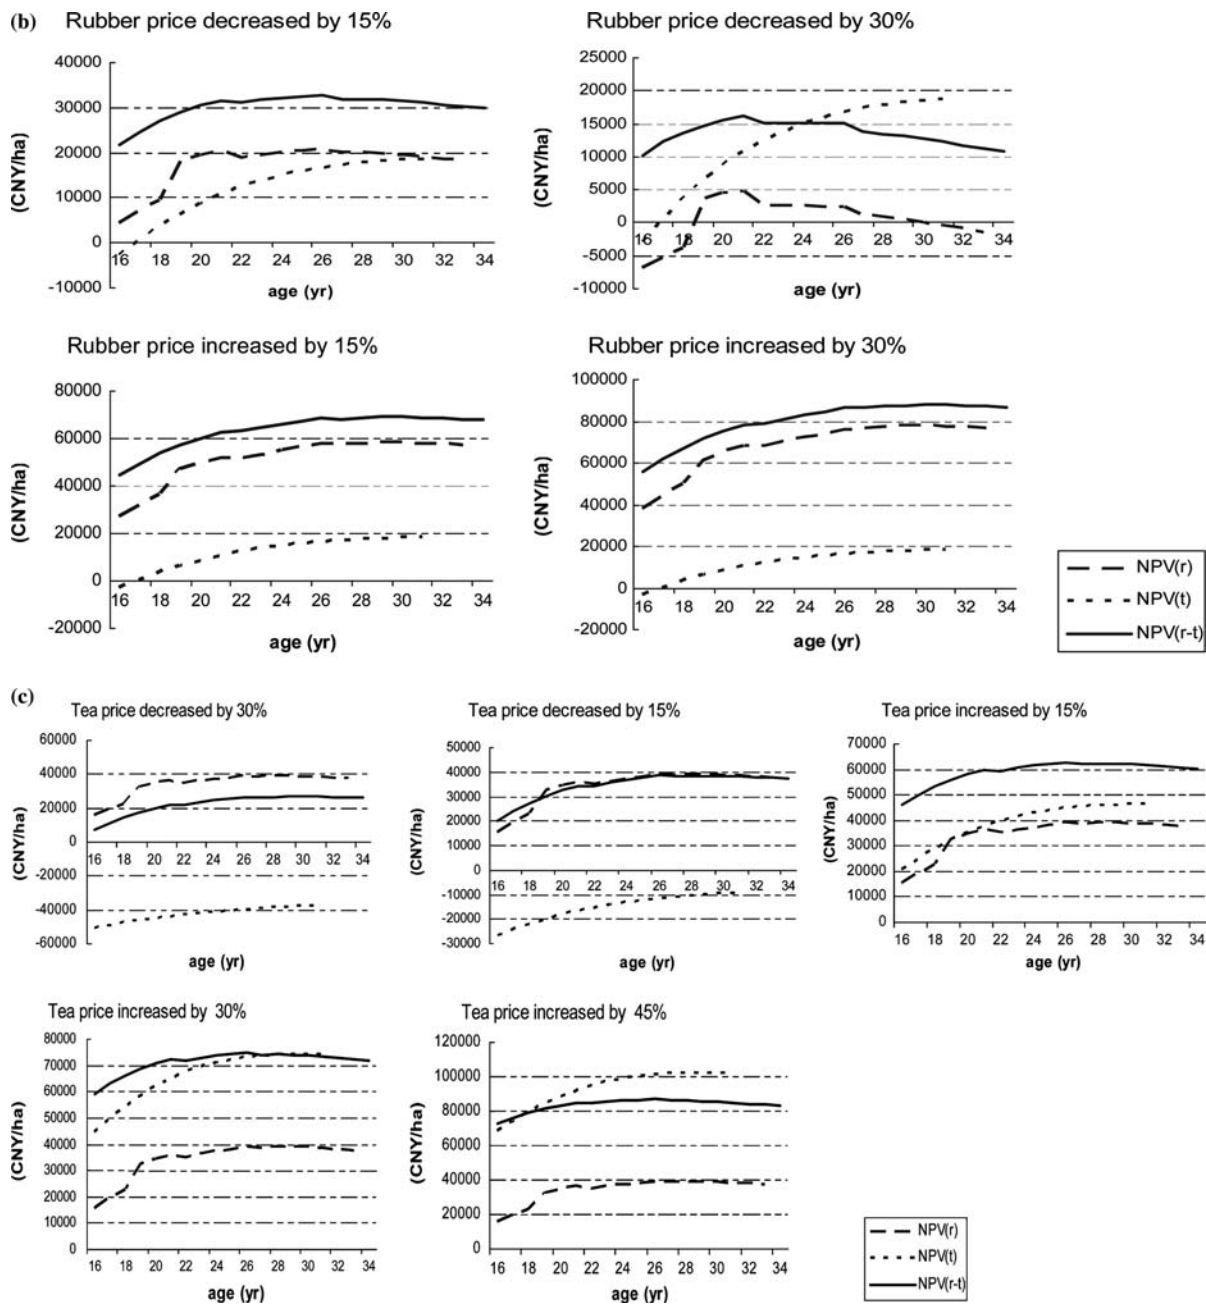 (b) Rubber price decreased by 15%
40000
30000
20000
10000
0
-10000
(CNY/ha)
16 18 20 22 24 26 28 30 32 34
age (yr)
Rubber price decreased by 30%
25000
20000
15000
10000
5000
0
-5000
-10000
(CNY/ha)
16 18 20 22 24 26 28 30 32 34
age (yr)
Rubber price increased by 15%
80000
60000
40000
20000
0
-20000
(CNY/ha)
16 18 20 22 24 26 28 30 32 34
age (yr)
Rubber price increased by 30%
100000
80000
60000
40000
20000
0
-20000
(CNY/ha)
16 18 20 22 24 26 28 30 32 34
age (yr)
NPV(r)
NPV(t)
NPV(r-t)
(c)
Tea price decreased by 30%
60000
40000
20000
0
-20000
-40000
-60000
(CNY/ha)
16 18 20 22 24 26 28 30 32 34
age (yr)
Tea price decreased by 15%
50000
40000
30000
20000
10000
0
-10000
-20000
-30000
(CNY/ha)
16 18 20 22 24 26 28 30 32 34
age (yr)
Tea price increased by 15%
70000
60000
50000
40000
30000
20000
10000
0
(CNY/ha)
16 18 20 22 24 26 28 30 32 34
age (yr)
Tea price increased by 30%
80000
70000
60000
50000
40000
30000
20000
10000
0
(CNY/ha)
16 18 20 22 24 26 28 30 32 34
age (yr)
Tea price increased by 45%
120000
100000
80000
60000
40000
20000
0
(CNY/ha)
16 18 20 22 24 26 28 30 32 34
age (yr)
NPV(r)
NPV(t)
NPV(r-t)